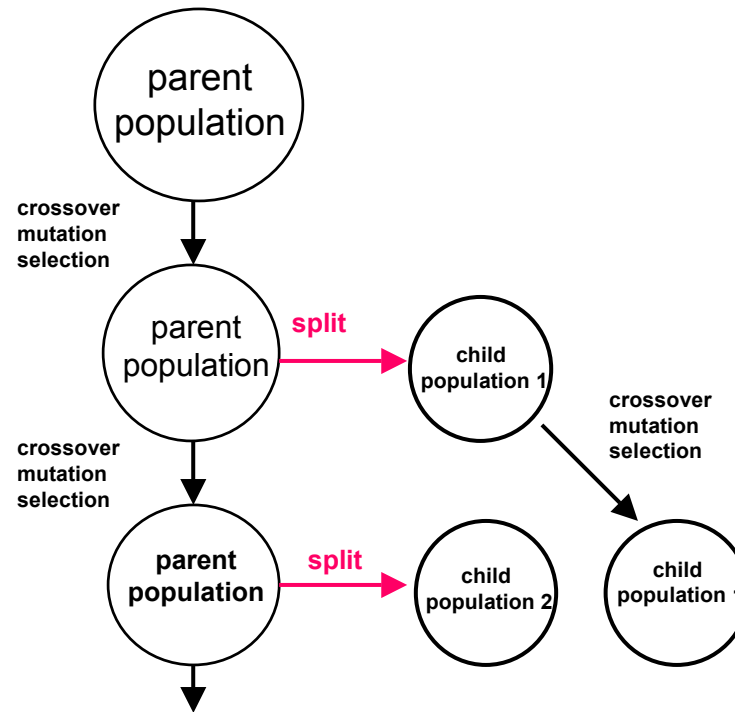 parent
population
crossover
mutation
selection
parent
population
split
child
population 1
crossover
mutation
selection
crossover
mutation
selection
parent
population
split
child
population 2
child
population